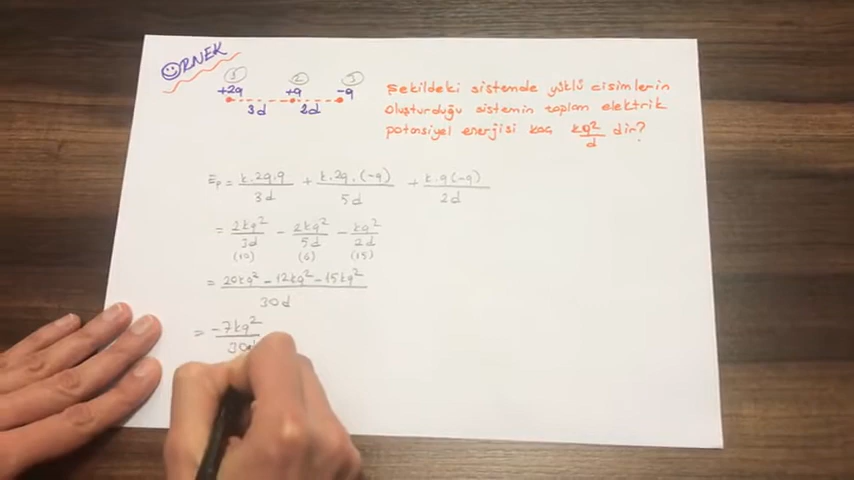 ÖRNEK
1 2 3
+2q +q -q
3d 2d
Şekildeki sistemde yüklü cisimlerin
oluşturduğu sistemin toplam elektrik
potansiyel enerjisi kaç kq²/d dir?
Ep = k.2q.q/3d + k.2q.(-q)/5d + k.q(-q)/2d
= 2kq²/3d - 2kq²/5d - kq²/2d
(10) (6) (15)
= 20kq² - 12kq² - 15kq²/30d
= -7kq²/30d